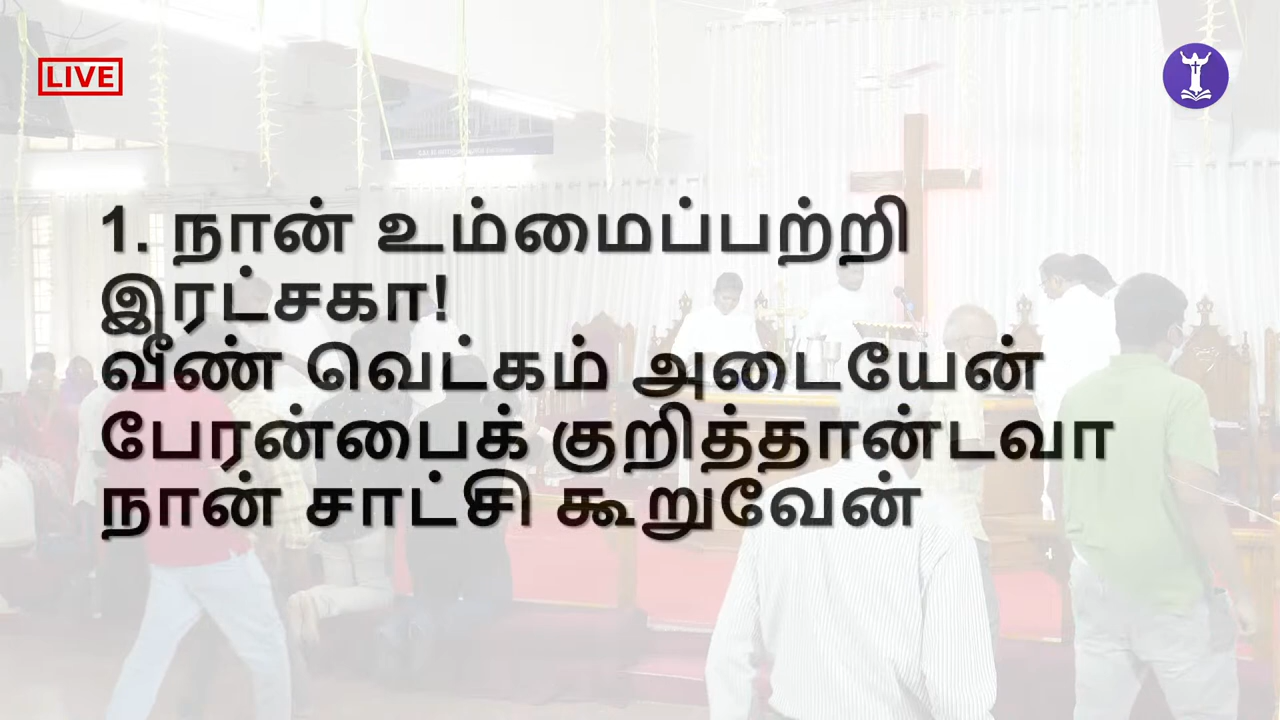 LIVE
1. நான் உம்மைப்பற்றி
இரட்சகா!
வீண் வெட்கம் அடையேன்
பேரன்பைக் குறித்தான்டவா
நான் சாட்சி கூறுவேன்